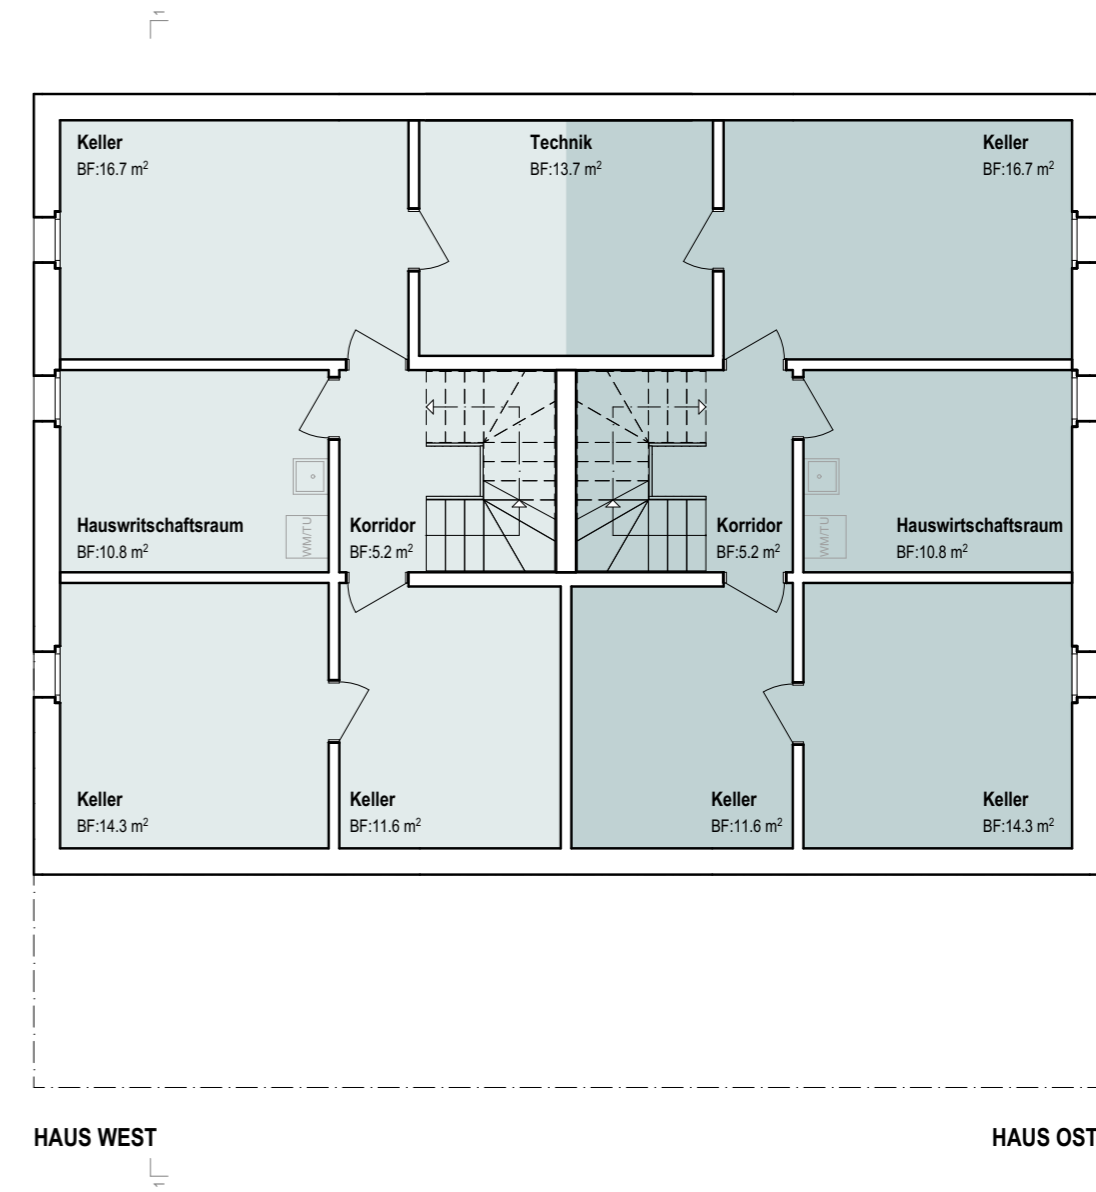 1
Keller
BF:16.7 m²
Technik
BF:13.7 m²
Keller
BF:16.7 m²
Hauswritschaftsraum
BF:10.8 m²
WM/TU
Korridor
BF:5.2 m²
Korridor
BF:5.2 m²
WM/TU
Hauswirtschaftsraum
BF:10.8 m²
Keller
BF:14.3 m²
Keller
BF:11.6 m²
Keller
BF:11.6 m²
Keller
BF:14.3 m²
HAUS WEST
HAUS OST
1